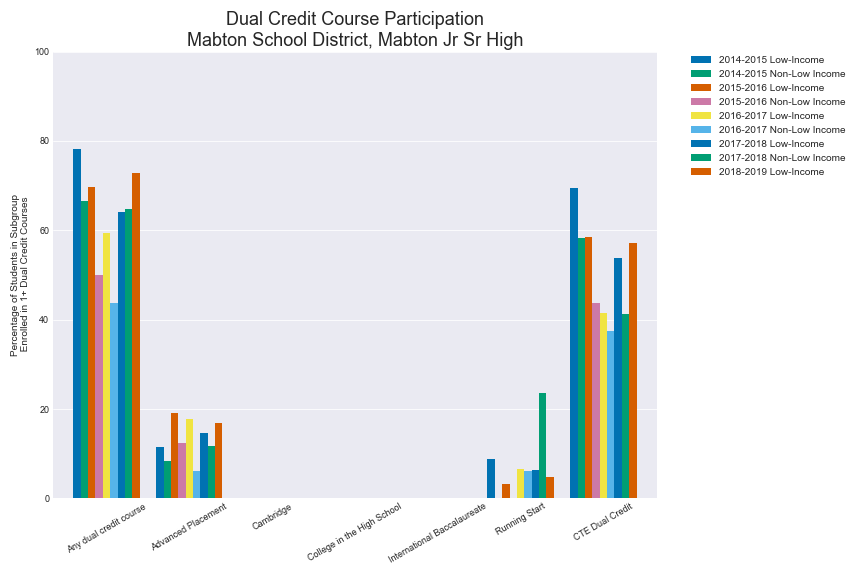 Dual Credit Course Participation
Mabton School District, Mabton Jr Sr High
100
80
60
40
20
0
Percentage of Students in Subgroup
Enrolled in 1+ Dual Credit Courses
Any dual credit course
Advanced Placement
Cambridge
College in the High School
International Baccalaureate
Running Start
CTE Dual Credit
2014-2015 Low-Income
2014-2015 Non-Low Income
2015-2016 Low-Income
2015-2016 Non-Low Income
2016-2017 Low-Income
2016-2017 Non-Low Income
2017-2018 Low-Income
2017-2018 Non-Low Income
2018-2019 Low-Income